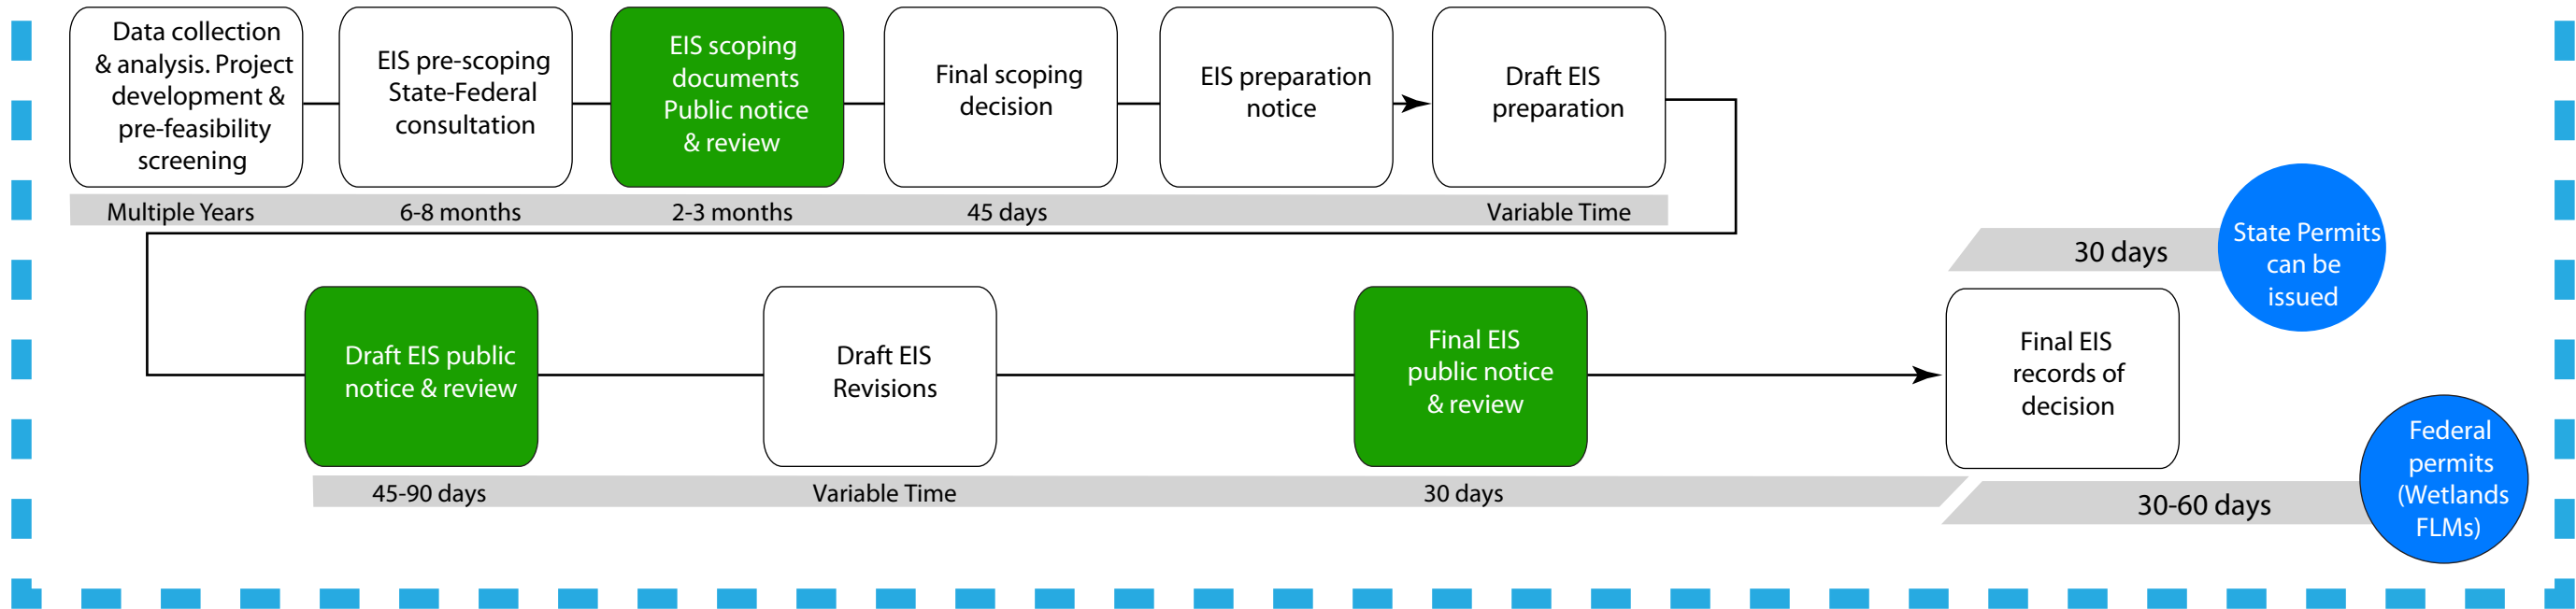 Data collection
& analysis. Project
development &
pre-feasibility
screening
EIS pre-scoping
State-Federal
consultation
EIS scoping
documents
Public notice
& review
Final scoping
decision
EIS preparation
notice
Draft EIS
preparation
Multiple Years
6-8 months
2-3 months
45 days
Variable Time
30 days
State Permits
can be
issued
Draft EIS public
notice & review
Draft EIS
Revisions
Final EIS
public notice
& review
Final EIS
records of
decision
45-90 days
Variable Time
30 days
30-60 days
Federal
permits
(Wetlands
FLMs)